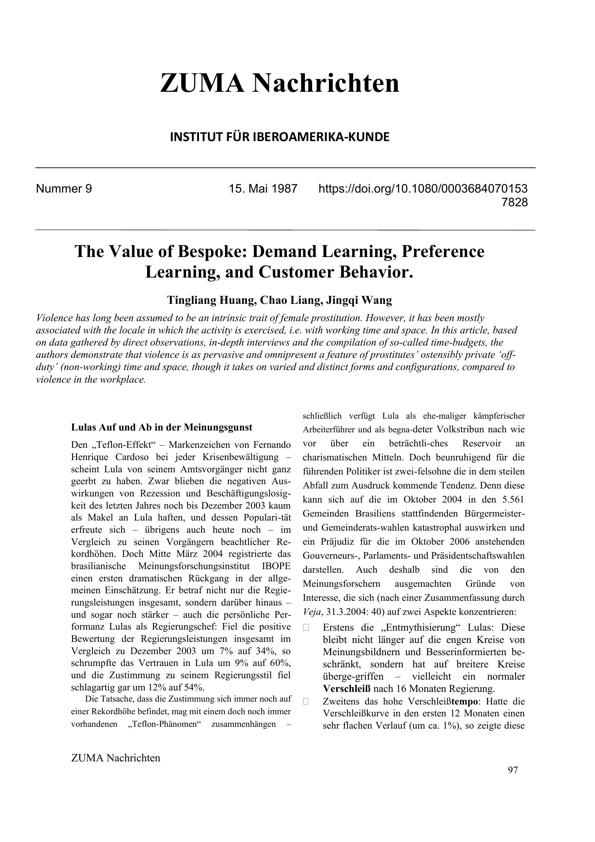 ZUMA Nachrichten
INSTITUT FÜR IBEROAMERIKA-KUNDE
Nummer 9 15. Mai 1987 https://doi.org/10.1080/0003684070153
7828
The Value of Bespoke: Demand Learning, Preference
Learning, and Customer Behavior.
Tingliang Huang, Chao Liang, Jingqi Wang
Violence has long been assumed to be an intrinsic trait of female prostitution. However, it has been mostly
associated with the locale in which the activity is exercised, i.e. with working time and space. In this article, based
on data gathered by direct observations, in-depth interviews and the compilation of so-called time-budgets, the
authors demonstrate that violence is as pervasive and omnipresent a feature of prostitutes' ostensibly private 'off-
duty' (non-working) time and space, though it takes on varied and distinct forms and configurations, compared to
violence in the workplace.
Lulas Auf und Ab in der Meinungsgunst
Den „Teflon-Effekt“ – Markenzeichen von Fernando
Henrique Cardoso bei jeder Krisenbewältigung –
scheint Lula von seinem Amtsvorgänger nicht ganz
geerbt zu haben. Zwar blieben die negativen Aus-
wirkungen von Rezession und Beschäftigungslosig-
keit des letzten Jahres noch bis Dezember 2003 kaum
als Makel an Lula haften, und dessen Populari-tät
erfreute sich – übrigens auch heute noch – im
Vergleich zu seinen Vorgängern beachtlicher Re-
kordhöhen. Doch Mitte März 2004 registrierte das
brasilianische Meinungsforschungsinstitut IBOPE
einen ersten dramatischen Rückgang in der allge-
meinen Einschätzung. Er betraf nicht nur die Regie-
rungsleistungen insgesamt, sondern darüber hinaus –
und sogar noch stärker – auch die persönliche Per-
formanz Lulas als Regierungschef: Fiel die positive
Bewertung der Regierungsleistungen insgesamt im
Vergleich zu Dezember 2003 um 7% auf 34%, so
schrumpfte das Vertrauen in Lula um 9% auf 60%,
und die Zustimmung zu seinem Regierungsstil fiel
schlagartig gar um 12% auf 54%.
Die Tatsache, dass die Zustimmung sich immer noch auf
einer Rekordhöhe befindet, mag mit einem doch noch immer
vorhandenen „Teflon-Phänomen“ zusammenhängen –
schließlich verfügt Lula als ehe-maliger kämpferischer
Arbeiterführer und als begna-deter Volkstribun nach wie
vor über ein beträchtli-ches Reservoir an
charismatischen Mitteln. Doch beunruhigend für die
führenden Politiker ist zwei-felsohne die in dem steilen
Abfall zum Ausdruck kommende Tendenz. Denn diese
kann sich auf die im Oktober 2004 in den 5.561
Gemeinden Brasiliens stattfindenden Bürgermeister-
und Gemeinderats-wahlen katastrophal auswirken und
ein Präjudiz für die im Oktober 2006 anstehenden
Gouverneurs-, Parlaments- und Präsidentschaftswahlen
darstellen. Auch deshalb sind die von den
Meinungsforschern ausgemachten Gründe von
Interesse, die sich (nach einer Zusammenfassung durch
Veja, 31.3.2004: 40) auf zwei Aspekte konzentrieren:
Erstens die „Entmythisierung“ Lulas: Diese
bleibt nicht länger auf die engen Kreise von
Meinungsbildnern und Besserinformierten be-
schränkt, sondern hat auf breitere Kreise
überge-griffen – vielleicht ein normaler
Verschleiß nach 16 Monaten Regierung.
Zweitens das hohe Verschleißtempo: Hatte die
Verschleißkurve in den ersten 12 Monaten einen
sehr flachen Verlauf (um ca. 1%), so zeigte diese
ZUMA Nachrichten
97